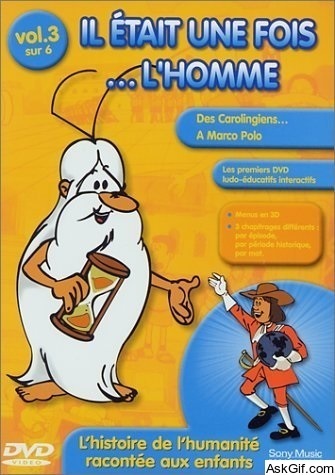 vol.3
sur 6
IL ÉTAIT UNE FOIS
...L'HOMME
Des Carolingiens...
A Marco Polo
Les premiers DVD
ludo-éducatifs interactifs
• Menus en 3D
• 3 chapitrages différents :
par épisode,
par période historique,
par mot.
DVD
VIDEO
L'histoire de l'humanité
racontée aux enfants
Sony Music
AskGif.com